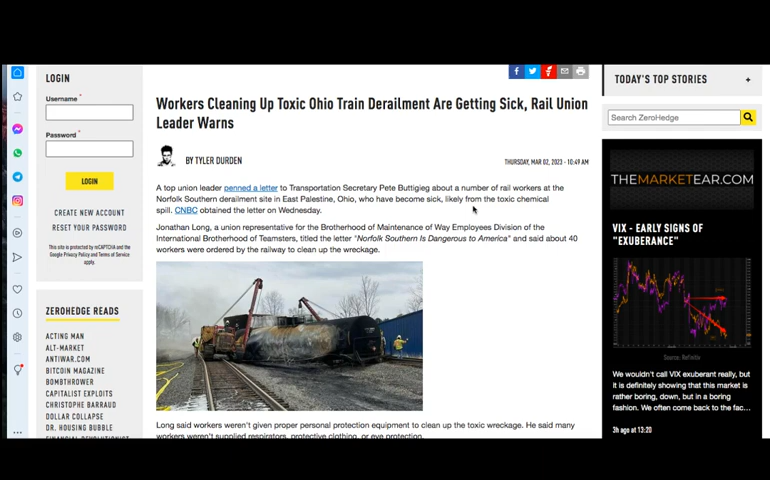 LOGIN
Username *
Password *
LOGIN
CREATE NEW ACCOUNT
RESET YOUR PASSWORD
This site is protected by reCAPTCHA and the
Google Privacy Policy and Terms of Service
apply.
ZEROHEDGE READS
ACTING MAN
ALT-MARKET
ANTIWAR.COM
BITCOIN MAGAZINE
BOMBTHROWER
CAPITALIST EXPLOITS
CHRISTOPHE BARRAUD
DOLLAR COLLAPSE
DR. HOUSING BUBBLE
FINANCIAL REVOLUTIONIST
Workers Cleaning Up Toxic Ohio Train Derailment Are Getting Sick, Rail Union
Leader Warns
BY TYLER DURDEN
THURSDAY, MAR 02, 2023 - 10:49 AM
A top union leader penned a letter to Transportation Secretary Pete Buttigieg about a number of rail workers at the
Norfolk Southern derailment site in East Palestine, Ohio, who have become sick, likely from the toxic chemical
spill. CNBC obtained the letter on Wednesday.
Jonathan Long, a union representative for the Brotherhood of Maintenance of Way Employees Division of the
International Brotherhood of Teamsters, titled the letter "Norfolk Southern Is Dangerous to America" and said about 40
workers were ordered by the railway to clean up the wreckage.
Long said workers weren't given proper personal protection equipment to clean up the toxic wreckage. He said many
workers weren't supplied respirators, protective clothing, or eye protection.
TODAY'S TOP STORIES +
Search ZeroHedge
THEMARKETEAR.COM
VIX - EARLY SIGNS OF
"EXUBERANCE"
Source: Refinitiv
We wouldn't call VIX exuberant really, but
it is definitely showing that this market is
rather boring, down, but in a boring
fashion. We often come back to the fac...
3h ago at 13:20